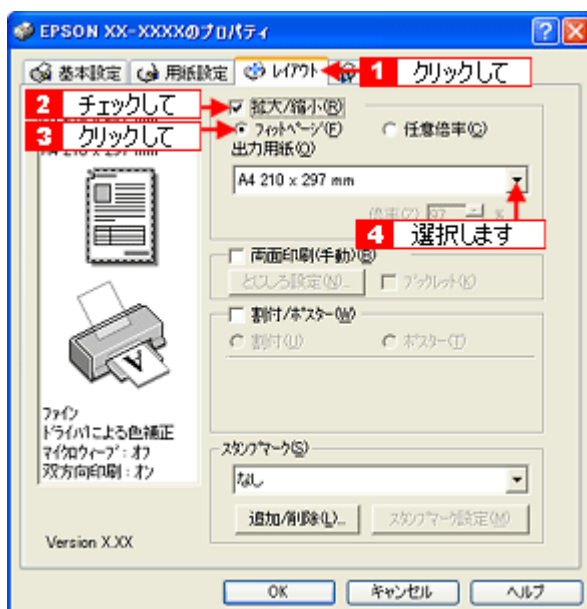 EPSON XX-XXXXのプロパティ
基本設定 用紙設定 レイアウト
1 クリックして
2 チェックして
拡大/縮小(R)
3 クリックして
フィットページ(F) 任意倍率(C)
出力用紙(O)
A4 210 x 297 mm
A4 210 x 297 mm
倍率(Z) 97 %
4 選択します
両面印刷(手動)(B)
とじしろ設定(N)... ブックレット(K)
割付/ポスター(W)
割付(U) ポスター(T)
ファイン
ドライバによる色補正
マイクロウィーブ:オフ
双方向印刷:オン
スタンプマーク(S)
なし
追加/削除(L)... スタンプマーク設定(M)
Version X.XX
OK キャンセル ヘルプ